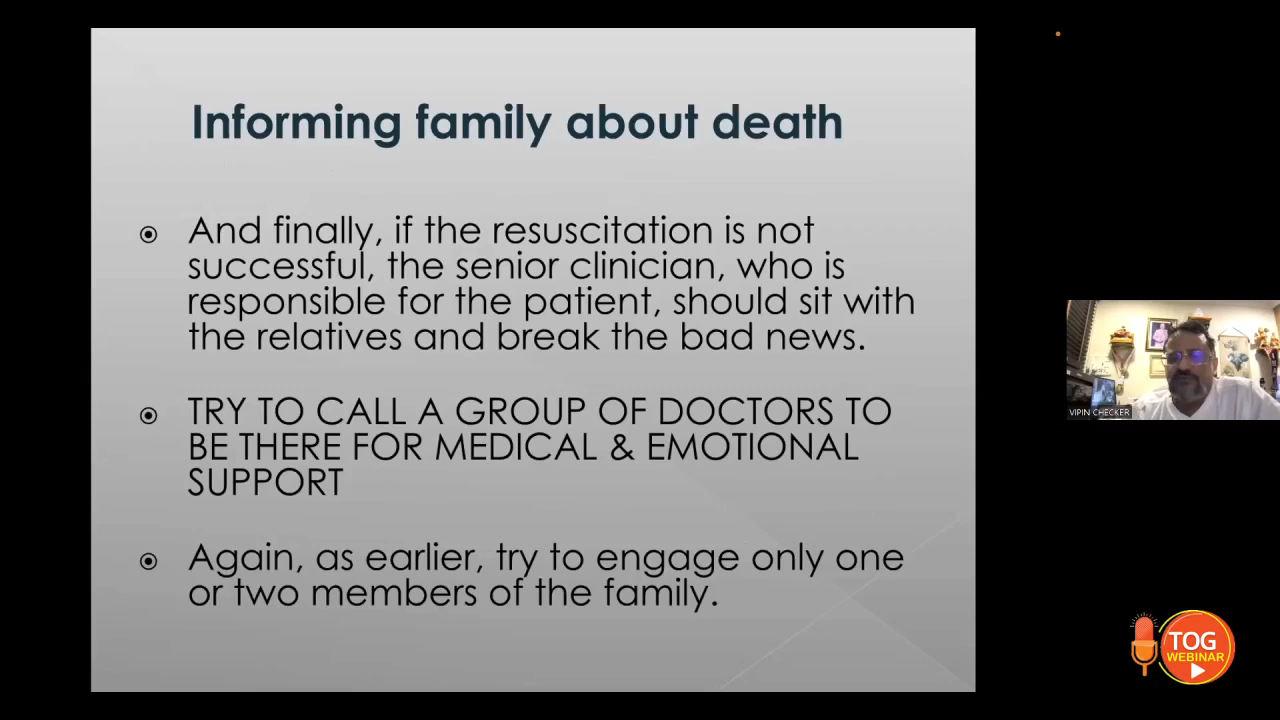 Informing family about death
And finally, if the resuscitation is not
successful, the senior clinician, who is
responsible for the patient, should sit with
the relatives and break the bad news.
TRY TO CALL A GROUP OF DOCTORS TO
BE THERE FOR MEDICAL & EMOTIONAL
SUPPORT
Again, as earlier, try to engage only one
or two members of the family.
VIPIN CHECKER
TOG
WEBINAR